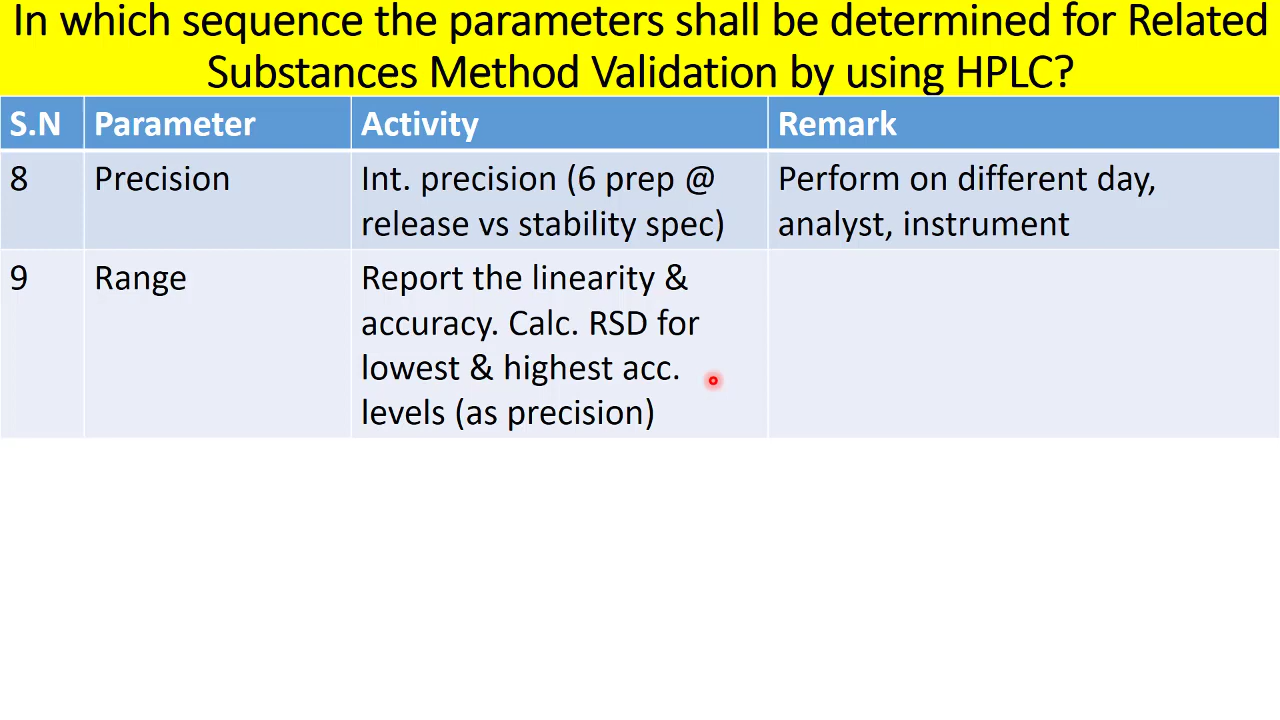 In which sequence the parameters shall be determined for Related
Substances Method Validation by using HPLC?
S.N Parameter Activity Remark
8 Precision Int. precision (6 prep @ Perform on different day,
release vs stability spec) analyst, instrument
9 Range Report the linearity &
accuracy. Calc. RSD for
lowest & highest acc.
levels (as precision)